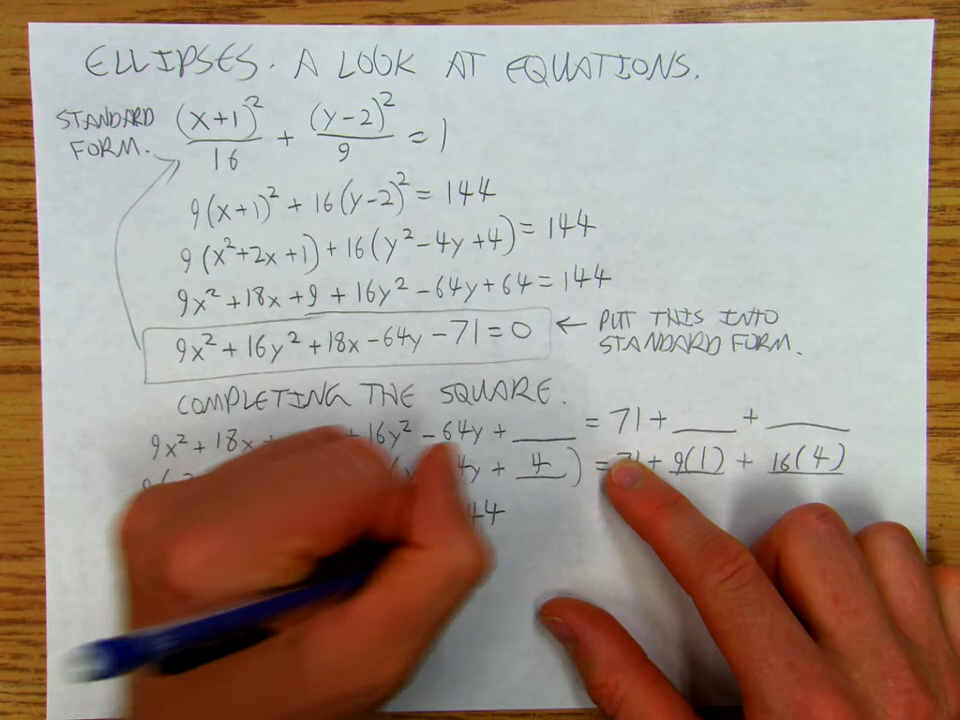 ELLIPSES. A LOOK AT EQUATIONS.
STANDARD FORM. (x+1)²/16 + (y-2)²/9 = 1
9(x+1)² + 16(y-2)² = 144
9(x²+2x+1) + 16(y²-4y+4) = 144
9x² + 18x + 9 + 16y² - 64y + 64 = 144
9x² + 16y² + 18x - 64y - 71 = 0 ← PUT THIS INTO
STANDARD FORM.
COMPLETING THE SQUARE.
9x² + 18x + 16y² - 64y + ____ = 71 + ____ + ____
4y + 4) = 71 + 9(1) + 16(4)
44